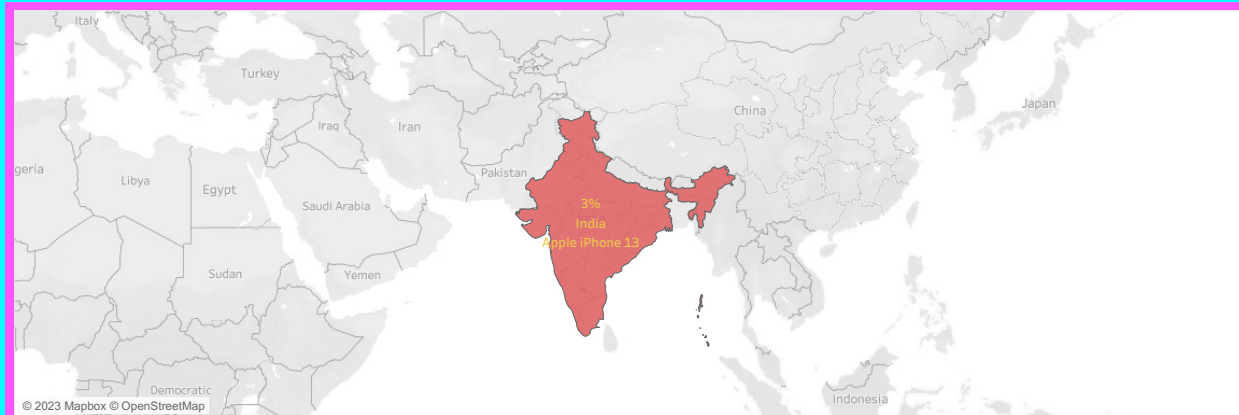 Italy
Turkey
China
Japan
Iraq
Iran
Pakistan
geria
Libya
Egypt
Saudi Arabia
3%
India
Apple iPhone 13
Sudan
Yemen
Democratic
Indonesia
© 2023 Mapbox © OpenStreetMap